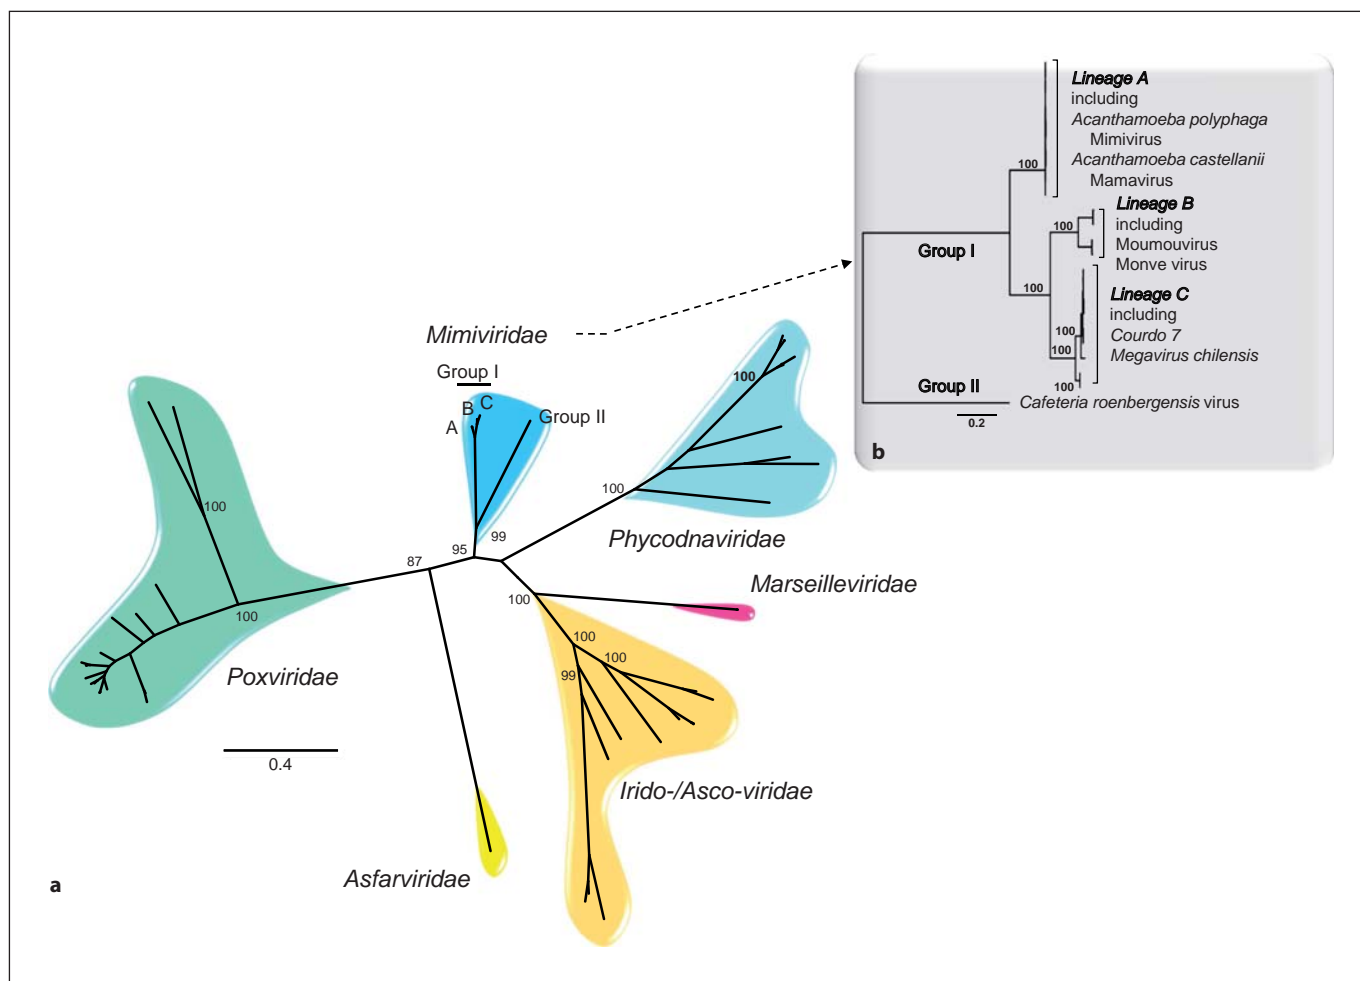 Lineage A
including
Acanthamoeba polyphaga
Mimivirus
Acanthamoeba castellanii
Mamavirus
100
Lineage B
including
Moumouvirus
Monve virus
100
Group I
100
Lineage C
including
Courdo 7
Megavirus chilensis
100
100
100
Group II
Cafeteria roenbergensis virus
0.2
b
Mimiviridae
Group I
B
C
A
Group II
100
100
Phycodnaviridae
100
99
95
87
100
Poxviridae
0.4
Marseilleviridae
100
100
100
99
Irido-/Asco-viridae
Asfarviridae
a